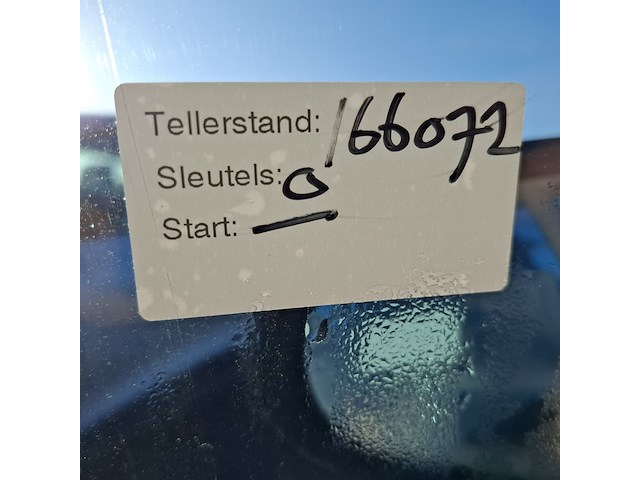 Tellerstand: 166072
Sleutels: 0
Start: —